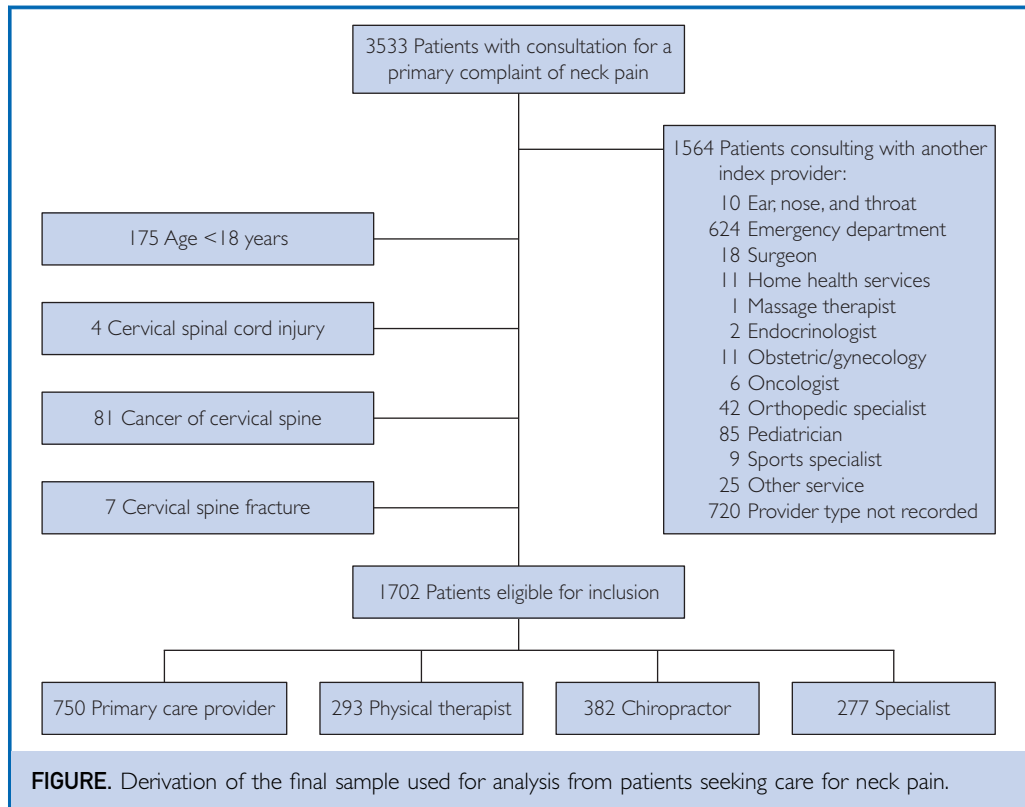 3533 Patients with consultation for a
primary complaint of neck pain
1564 Patients consulting with another
index provider:
10 Ear, nose, and throat
624 Emergency department
18 Surgeon
11 Home health services
1 Massage therapist
2 Endocrinologist
11 Obstetric/gynecology
6 Oncologist
42 Orthopedic specialist
85 Pediatrician
9 Sports specialist
25 Other service
720 Provider type not recorded
175 Age <18 years
4 Cervical spinal cord injury
81 Cancer of cervical spine
7 Cervical spine fracture
1702 Patients eligible for inclusion
750 Primary care provider
293 Physical therapist
382 Chiropractor
277 Specialist
FIGURE. Derivation of the final sample used for analysis from patients seeking care for neck pain.